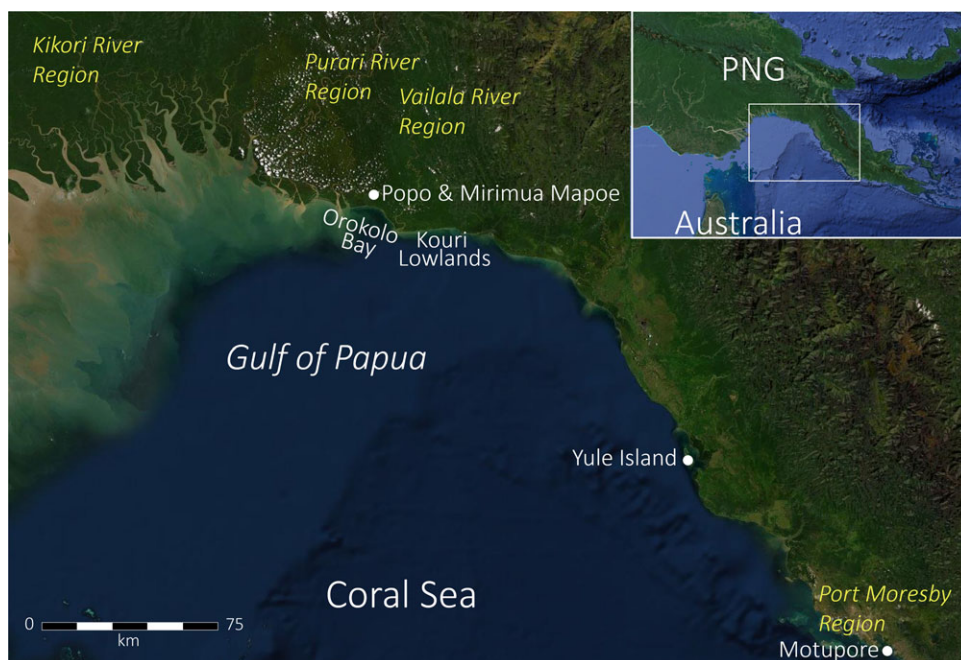 Kikori River
Region
Purari River
Region
Vailala River
Region
PNG
Australia
Popo & Mirimua Mapoe
Orokolo
Bay
Kouri
Lowlands
Gulf of Papua
Yule Island
Coral Sea
Port Moresby
Region
Motupore
0 75
km